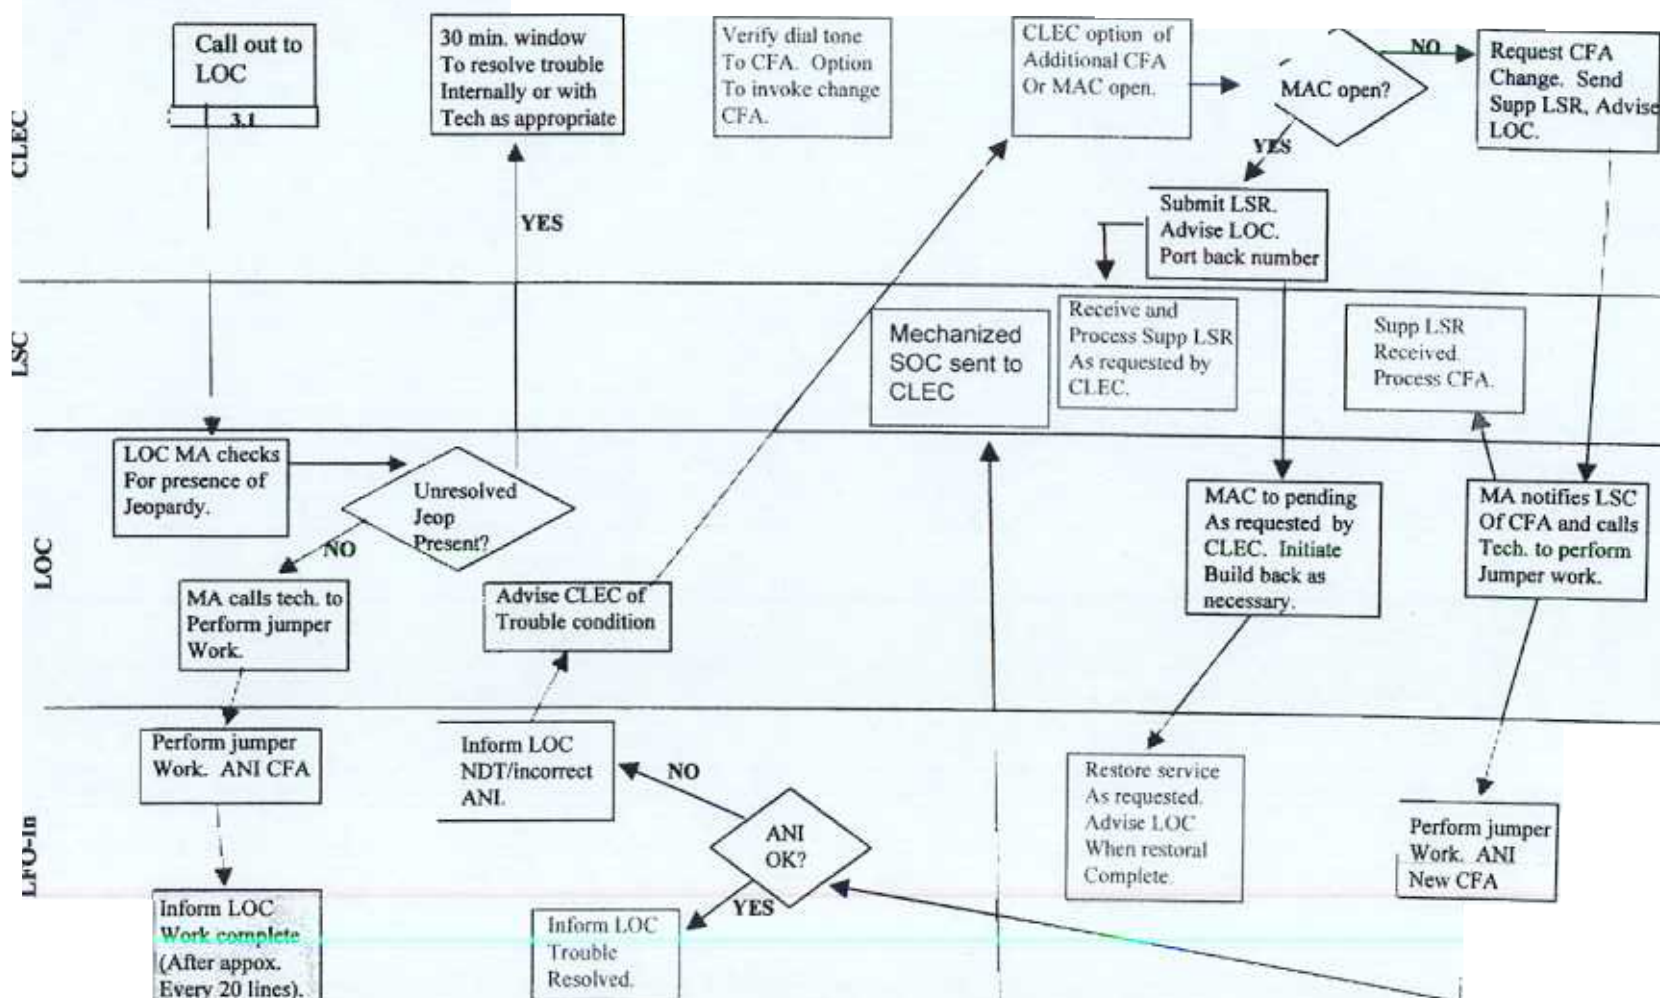 CLEC
Call out to
LOC
3.1
30 min. window
To resolve trouble
Internally or with
Tech as appropriate
Verify dial tone
To CFA. Option
To invoke change
CFA.
CLEC option of
Additional CFA
Or MAC open.
MAC open?
NO
Request CFA
Change. Send
Supp LSR, Advise
LOC.
YES
YES
Submit LSR.
Advise LOC.
Port back number
LSC
Mechanized
SOC sent to
CLEC
Receive and
Process Supp LSR
As requested by
CLEC.
Supp LSR
Received.
Process CFA.
LOC
LOC MA checks
For presence of
Jeopardy.
Unresolved
Jeop
Present?
NO
MA calls tech. to
Perform jumper
Work.
Advise CLEC of
Trouble condition
MAC to pending
As requested by
CLEC. Initiate
Build back as
necessary.
MA notifies LSC
Of CFA and calls
Tech. to perform
Jumper work.
LFO-In
Perform jumper
Work. ANI CFA
Inform LOC
NDT/incorrect
ANI.
NO
ANI
OK?
YES
Restore service
As requested.
Advise LOC
When restoral
Complete.
Perform jumper
Work. ANI
New CFA
Inform LOC
Work complete
(After appox.
Every 20 lines).
Inform LOC
Trouble
Resolved.